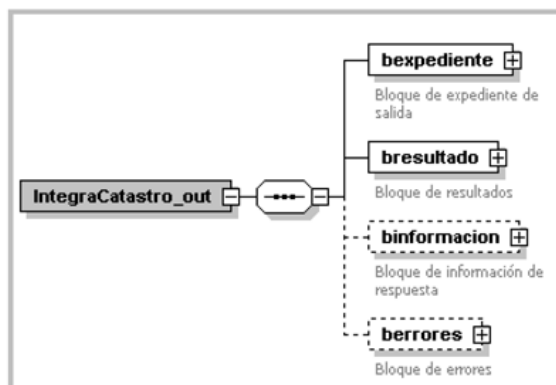 bexpediente
Bloque de expediente de
salida
bresultado
Bloque de resultados
IntegraCatastro_out
binformacion
Bloque de información de
respuesta
berrores
Bloque de errores